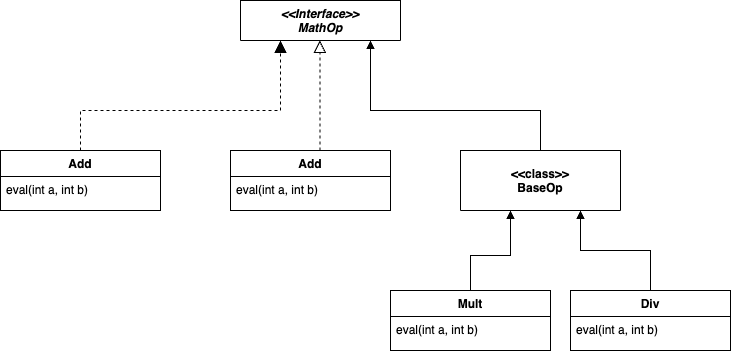 <<Interface>>
MathOp
Add
eval(int a, int b)
Add
eval(int a, int b)
<<class>>
BaseOp
Mult
eval(int a, int b)
Div
eval(int a, int b)